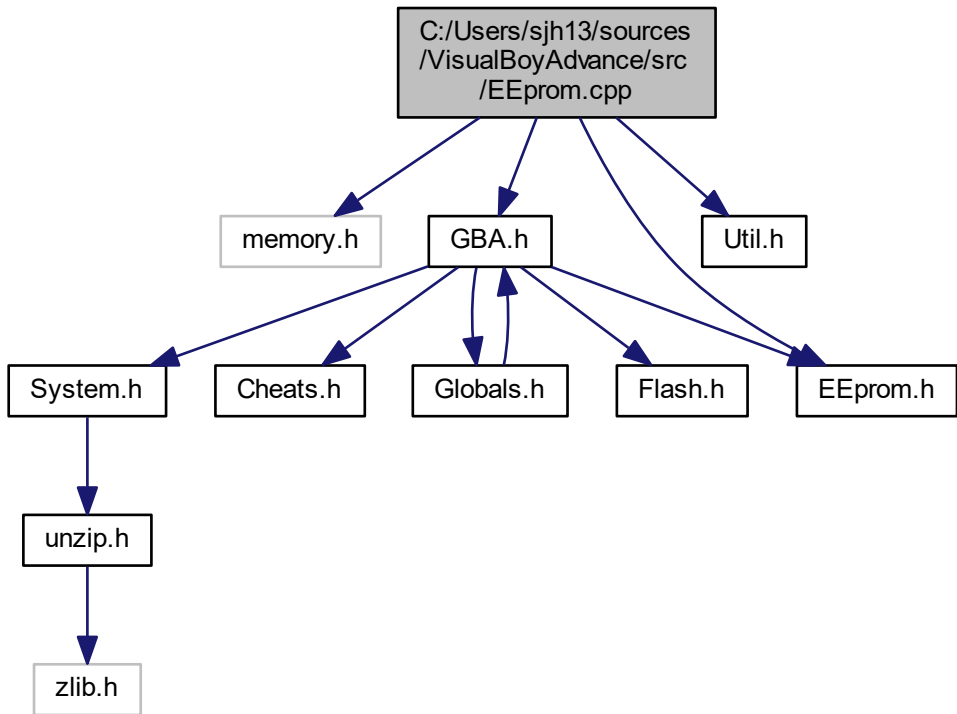 C:/Users/sjh13/sources
/VisualBoyAdvance/src
/EEprom.cpp
memory.h
GBA.h
Util.h
System.h
Cheats.h
Globals.h
Flash.h
EEprom.h
unzip.h
zlib.h